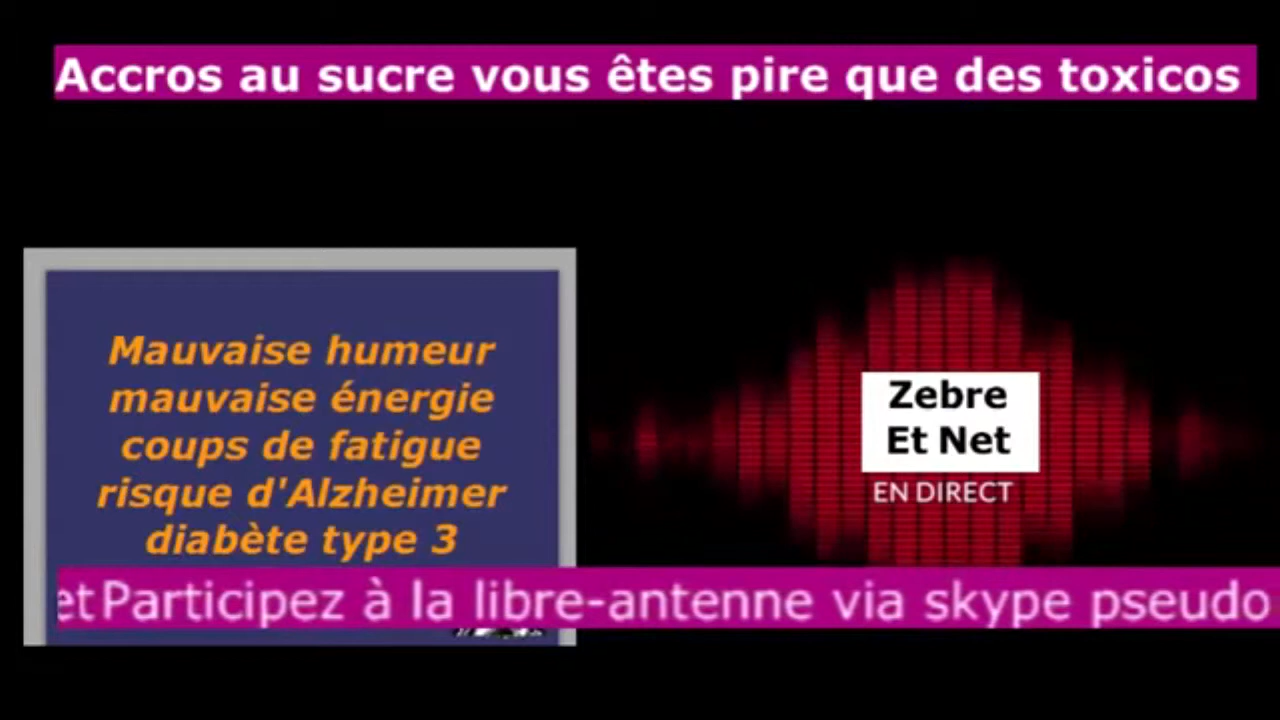 Accros au sucre vous êtes pire que des toxicos
Mauvaise humeur
mauvaise énergie
coups de fatigue
risque d'Alzheimer
diabète type 3
Zebre
Et Net
EN DIRECT
et Participez à la libre-antenne via skype pseudo